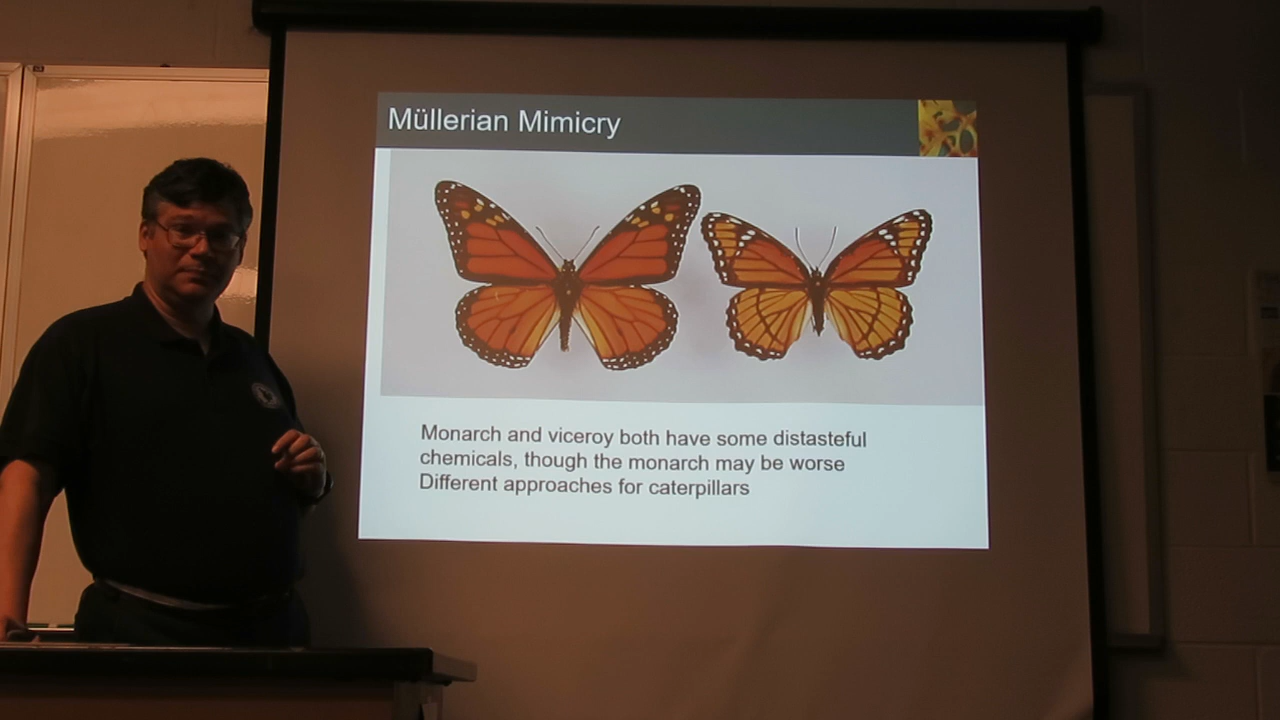 Müllerian Mimicry
Monarch and viceroy both have some distasteful
chemicals, though the monarch may be worse
Different approaches for caterpillars